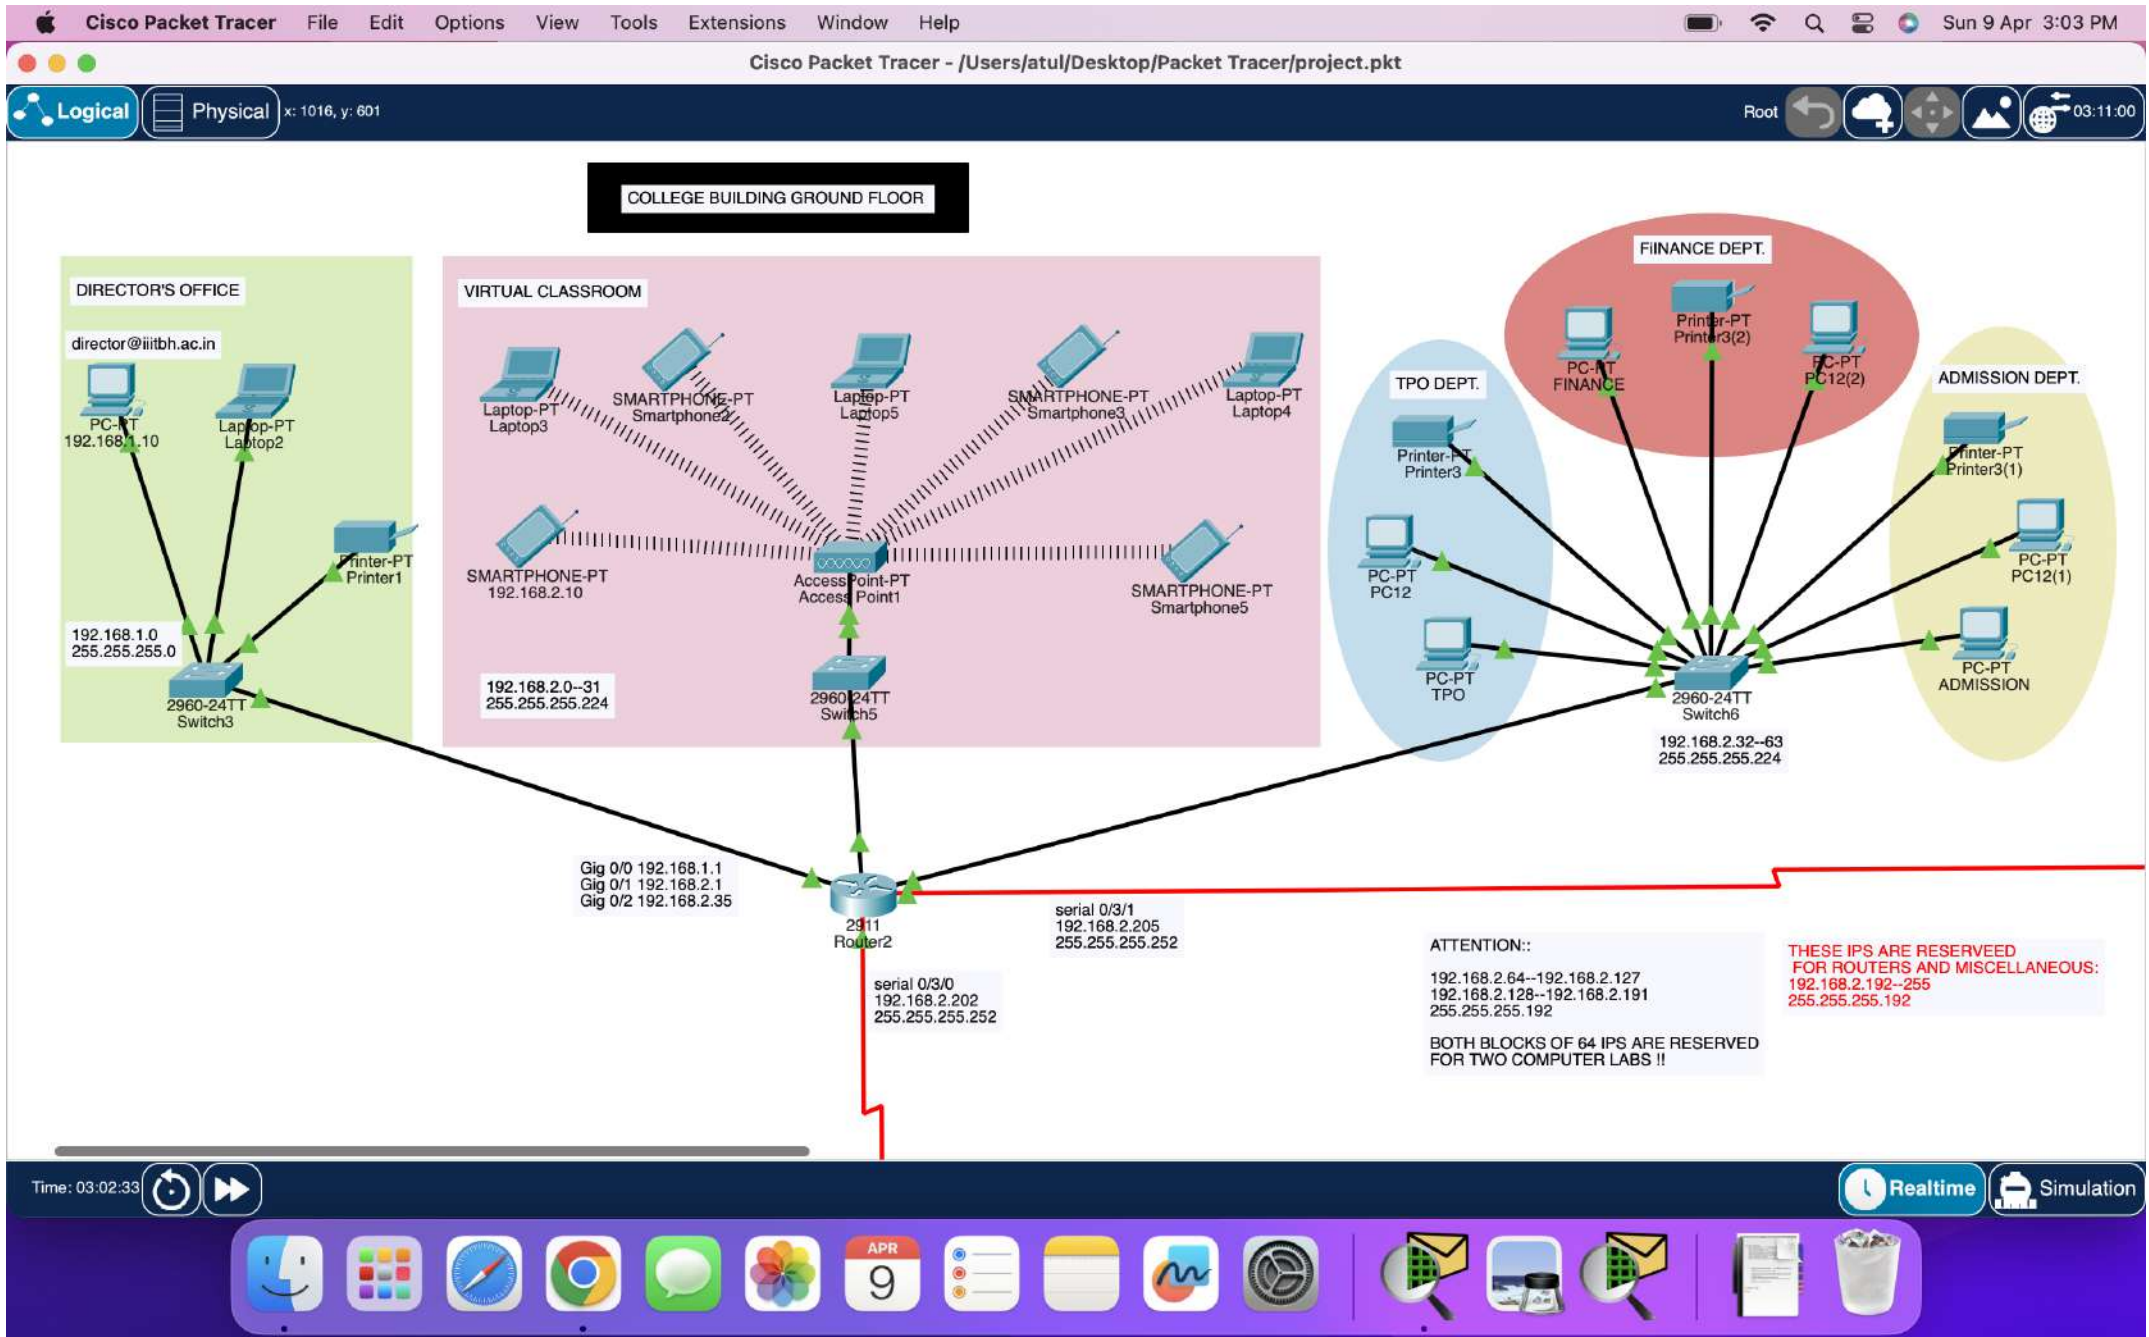 Cisco Packet Tracer File Edit Options View Tools Extensions Window Help Sun 9 Apr 3:03 PM
Cisco Packet Tracer - /Users/atul/Desktop/Packet Tracer/project.pkt
Logical Physical x: 1016, y: 601 Root 03:11:00
COLLEGE BUILDING GROUND FLOOR
DIRECTOR'S OFFICE
director@iiitbh.ac.in
PC-PT
192.168.1.10
Laptop-PT
Laptop2
Printer-PT
Printer1
192.168.1.0
255.255.255.0
2960-24TT
Switch3
VIRTUAL CLASSROOM
Laptop-PT
Laptop3
SMARTPHONE-PT
Smartphone2
Laptop-PT
Laptop5
SMARTPHONE-PT
Smartphone3
Laptop-PT
Laptop4
SMARTPHONE-PT
192.168.2.10
AccessPoint-PT
Access Point1
SMARTPHONE-PT
Smartphone5
192.168.2.0--31
255.255.255.224
2960-24TT
Switch5
FIINANCE DEPT.
PC-PT
FINANCE
Printer-PT
Printer3(2)
PC-PT
PC12(2)
TPO DEPT.
Printer-PT
Printer3
PC-PT
PC12
PC-PT
TPO
ADMISSION DEPT.
Printer-PT
Printer3(1)
PC-PT
PC12(1)
PC-PT
ADMISSION
2960-24TT
Switch6
192.168.2.32--63
255.255.255.224
Gig 0/0 192.168.1.1
Gig 0/1 192.168.2.1
Gig 0/2 192.168.2.35
2911
Router2
serial 0/3/1
192.168.2.205
255.255.255.252
serial 0/3/0
192.168.2.202
255.255.255.252
ATTENTION::
192.168.2.64--192.168.2.127
192.168.2.128--192.168.2.191
255.255.255.192
BOTH BLOCKS OF 64 IPS ARE RESERVED
FOR TWO COMPUTER LABS !!
THESE IPS ARE RESERVEED
FOR ROUTERS AND MISCELLANEOUS:
192.168.2.192--255
255.255.255.192
Time: 03:02:33 Realtime Simulation
APR
9